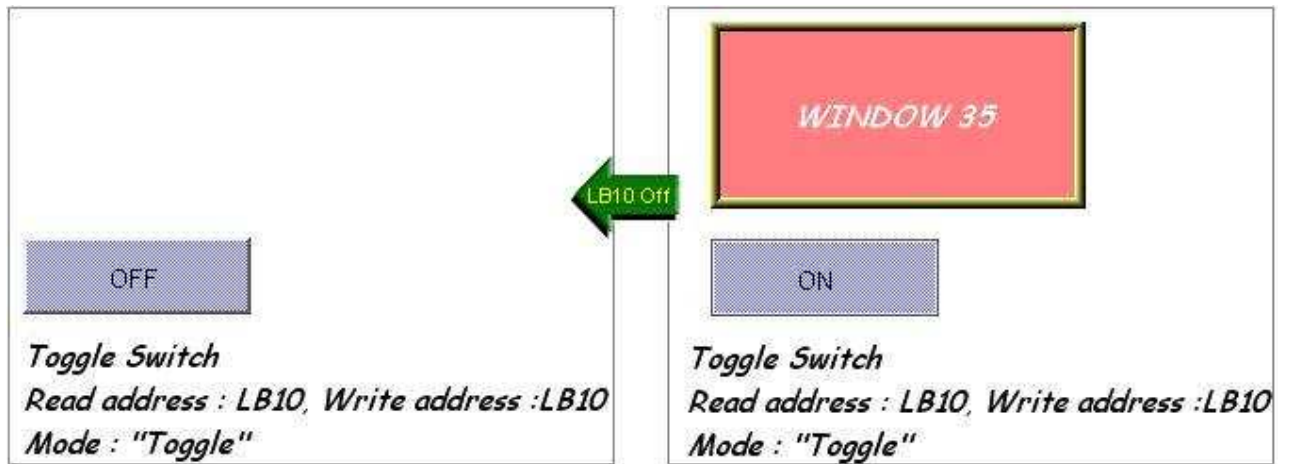 OFF
Toggle Switch
Read address : LB10, Write address :LB10
Mode : "Toggle"
LB10 Off
WINDOW 35
ON
Toggle Switch
Read address : LB10, Write address :LB10
Mode : "Toggle"